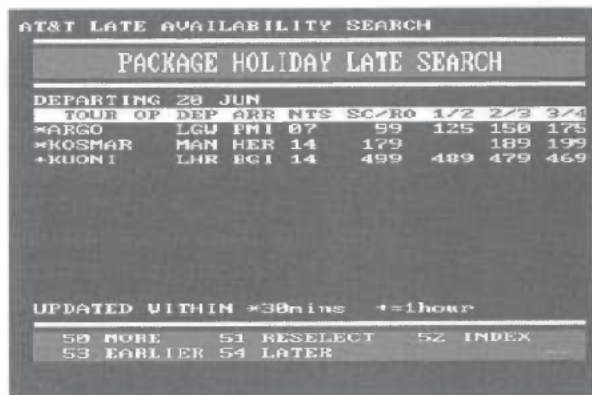 AT&T LATE AVAILABILITY SEARCH
PACKAGE HOLIDAY LATE SEARCH
DEPARTING 20 JUN
TOUR OP DEP ARR NTS SC/RO 1/2 2/3 3/4
*ARGO LGW PMI 07 99 125 150 175
*KOSMAR MAN HER 14 179 189 199
+KUONI LHR BGI 14 499 489 479 469
UPDATED WITHIN *30mins +=1hour
50 MORE 51 RESELECT 52 INDEX
53 EARLIER 54 LATER